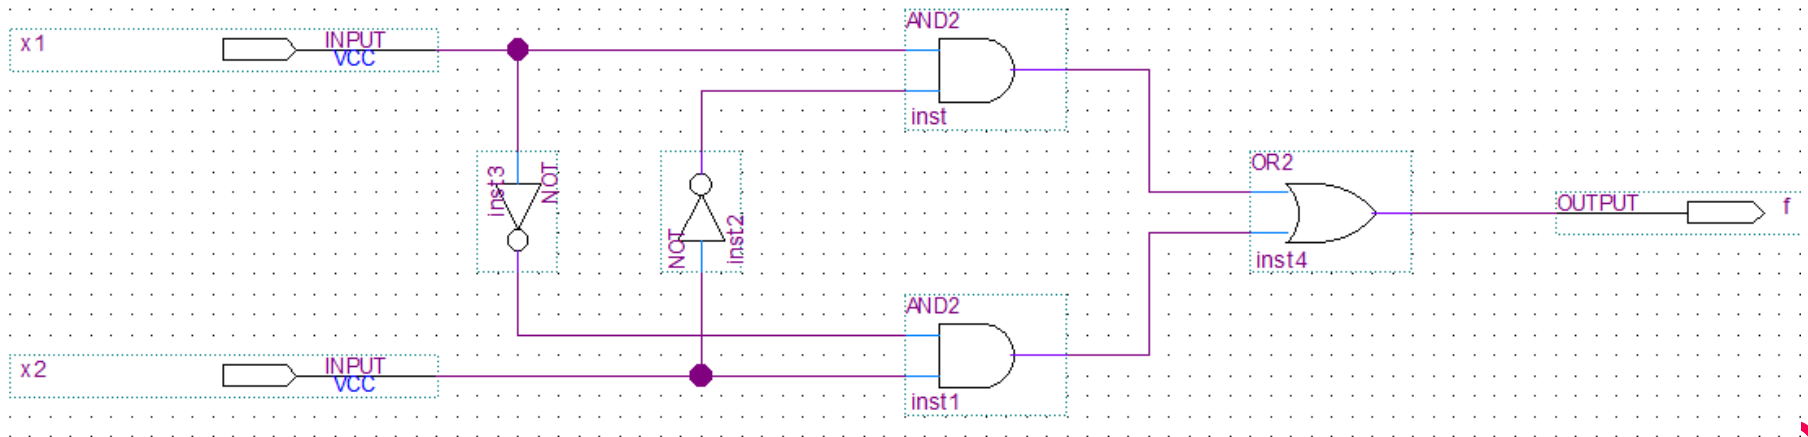 x1
INPUT
VCC
AND2
inst
inst3
NOT
NOT
inst2
OR2
inst4
OUTPUT
f
AND2
inst1
x2
INPUT
VCC